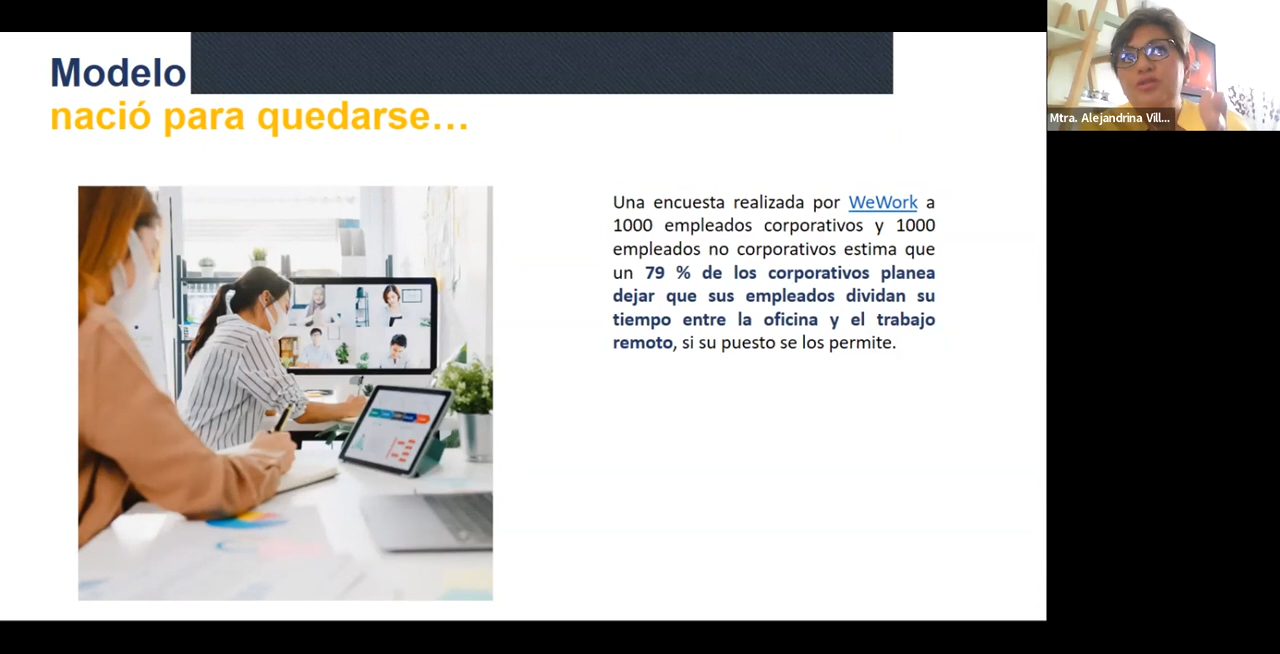 Modelo
nació para quedarse…
Una encuesta realizada por WeWork a
1000 empleados corporativos y 1000
empleados no corporativos estima que
un 79 % de los corporativos planea
dejar que sus empleados dividan su
tiempo entre la oficina y el trabajo
remoto, si su puesto se los permite.
Mtra. Alejandrina Vill...